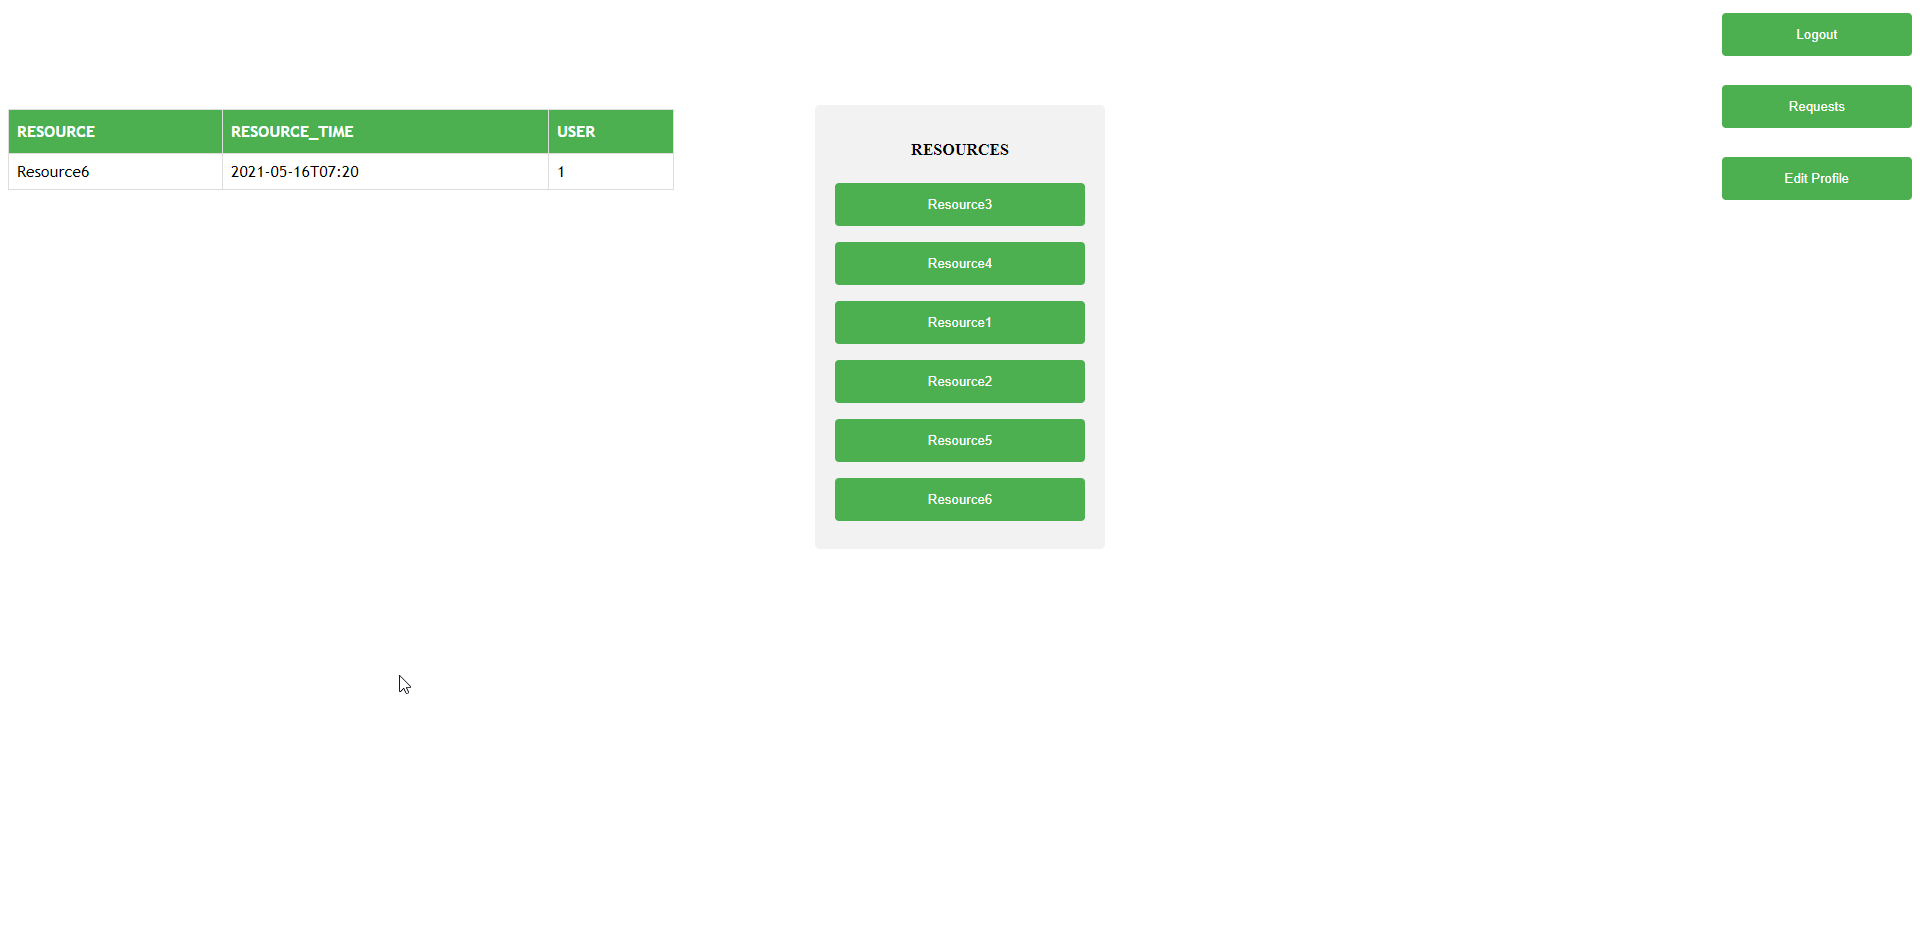 Logout
Requests
Edit Profile
RESOURCE RESOURCE_TIME USER
Resource6 2021-05-16T07:20 1
RESOURCES
Resource3
Resource4
Resource1
Resource2
Resource5
Resource6